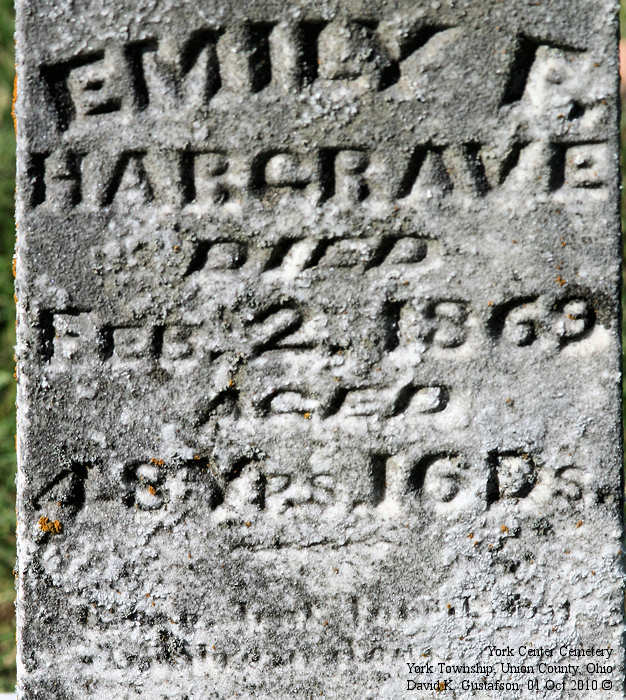 EMILY E
HARGRAVE
DIED
FEB. 2. 1869
AGED
48 YRS. 16 DS.
York Center Cemetery
York Township, Union County, Ohio
David K. Gustafson, 01 Oct 2010 ©